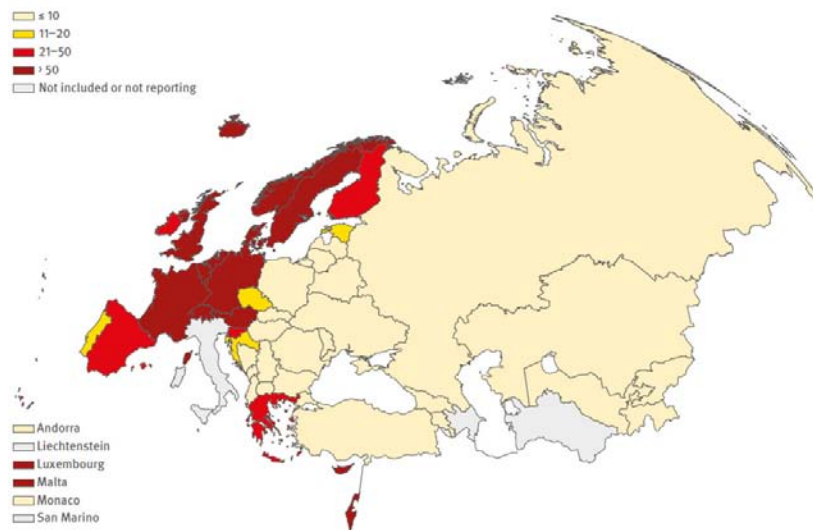 ≤ 10
11–20
21–50
> 50
Not included or not reporting
Andorra
Liechtenstein
Luxembourg
Malta
Monaco
San Marino